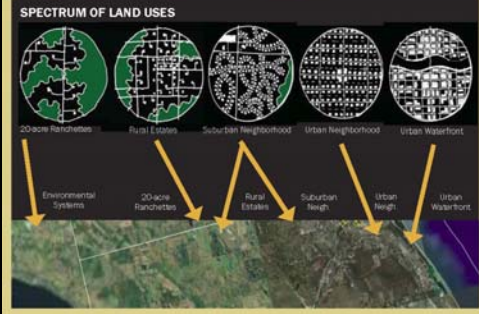 SPECTRUM OF LAND USES
20-acre Ranchettes
Rural Estates
Suburban Neighborhood
Urban Neighborhood
Urban Waterfront
Environmental
Systems
20-acre
Ranchettes
Rural
Estates
Suburban
Neigh
Urban
Neigh
Urban
Waterfront